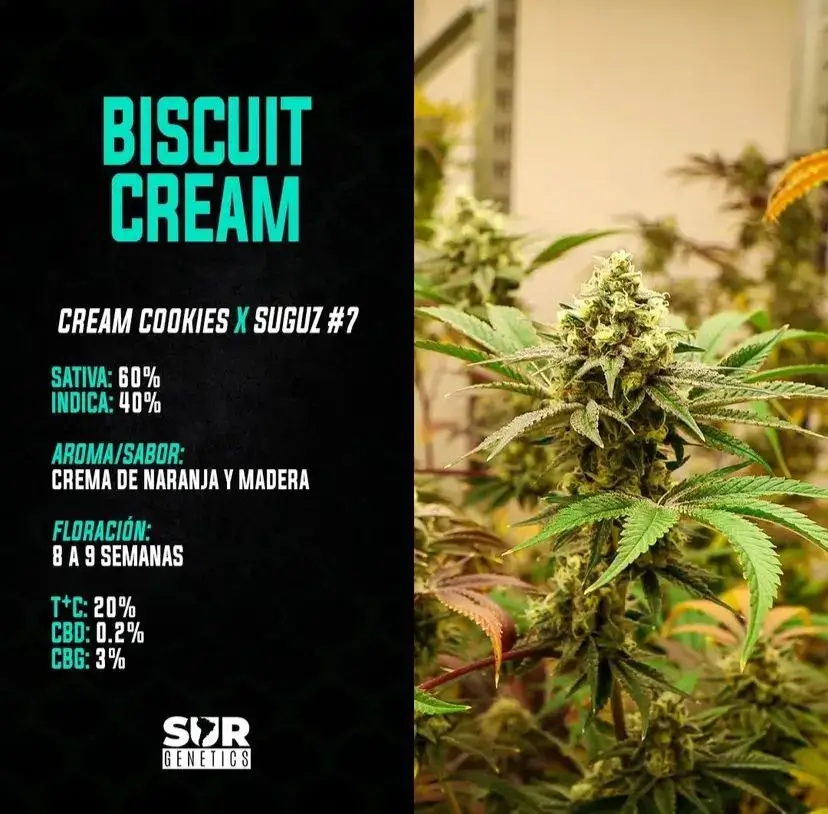 BISCUIT
CREAM
CREAM COOKIES X SUGUZ #7
SATIVA: 60%
INDICA: 40%
AROMA/SABOR:
CREMA DE NARANJA Y MADERA
FLORACIÓN:
8 A 9 SEMANAS
T+C: 20%
CBD: 0.2%
CBG: 3%
SUR
GENETICS